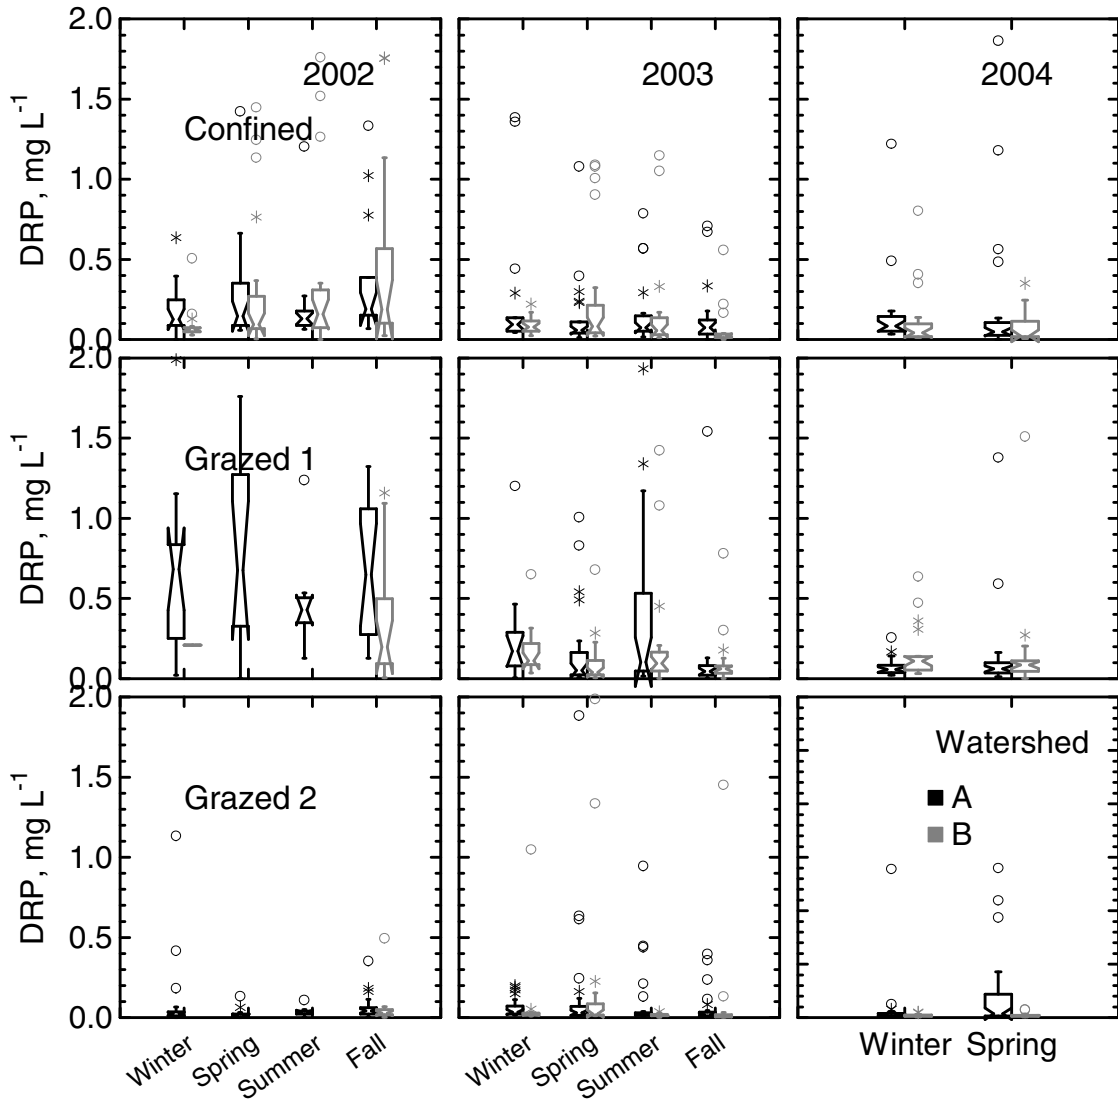 2.0
2002
2003
2004
1.5
Confined
DRP, mg L⁻¹
1.0
0.5
0.0
2.0
1.5
Grazed 1
DRP, mg L⁻¹
1.0
0.5
0.0
2.0
Watershed
1.5
Grazed 2
A
B
DRP, mg L⁻¹
1.0
0.5
0.0
Winter Spring Summer Fall
Winter Spring Summer Fall
Winter Spring